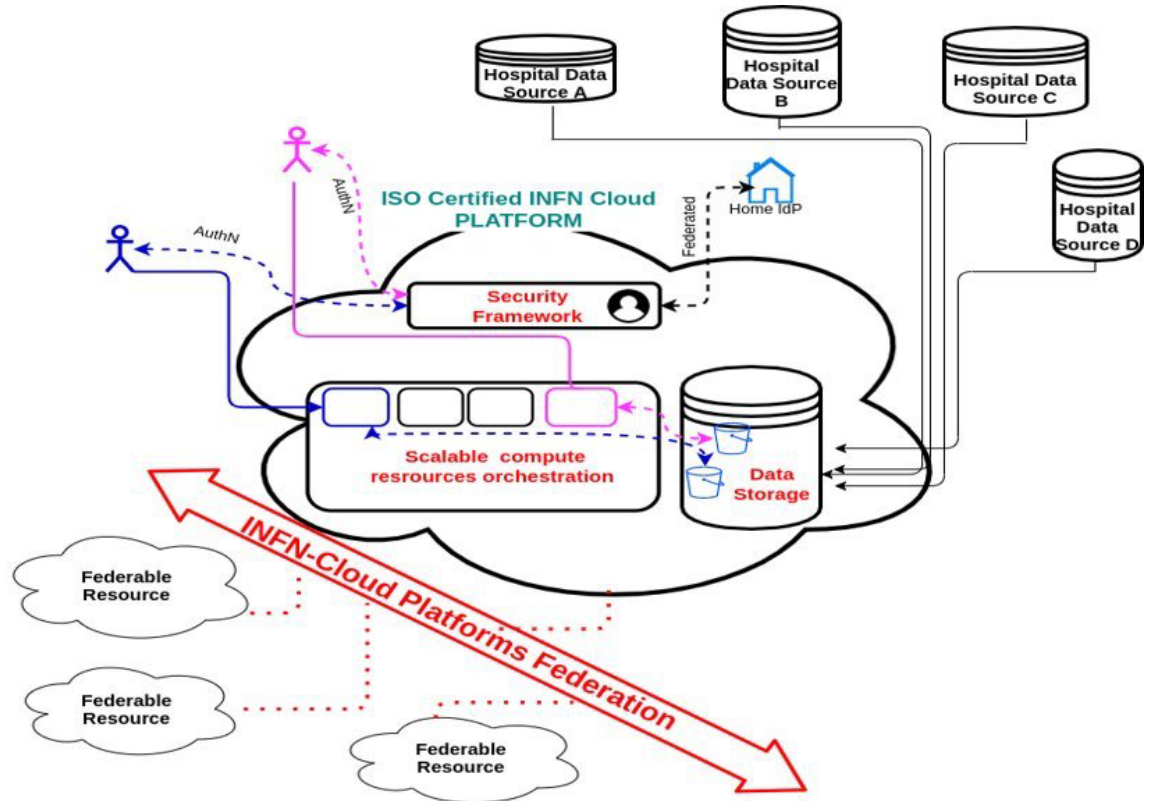 Hospital Data
Source A
Hospital
Data Source
B
Hospital Data
Source C
Hospital
Data
Source D
AuthN
AuthN
ISO Certified INFN Cloud
PLATFORM
Federated
Home IdP
Security
Framework
Scalable compute
resrources orchestration
Data
Storage
INFN-Cloud Platforms Federation
Federable
Resource
Federable
Resource
Federable
Resource